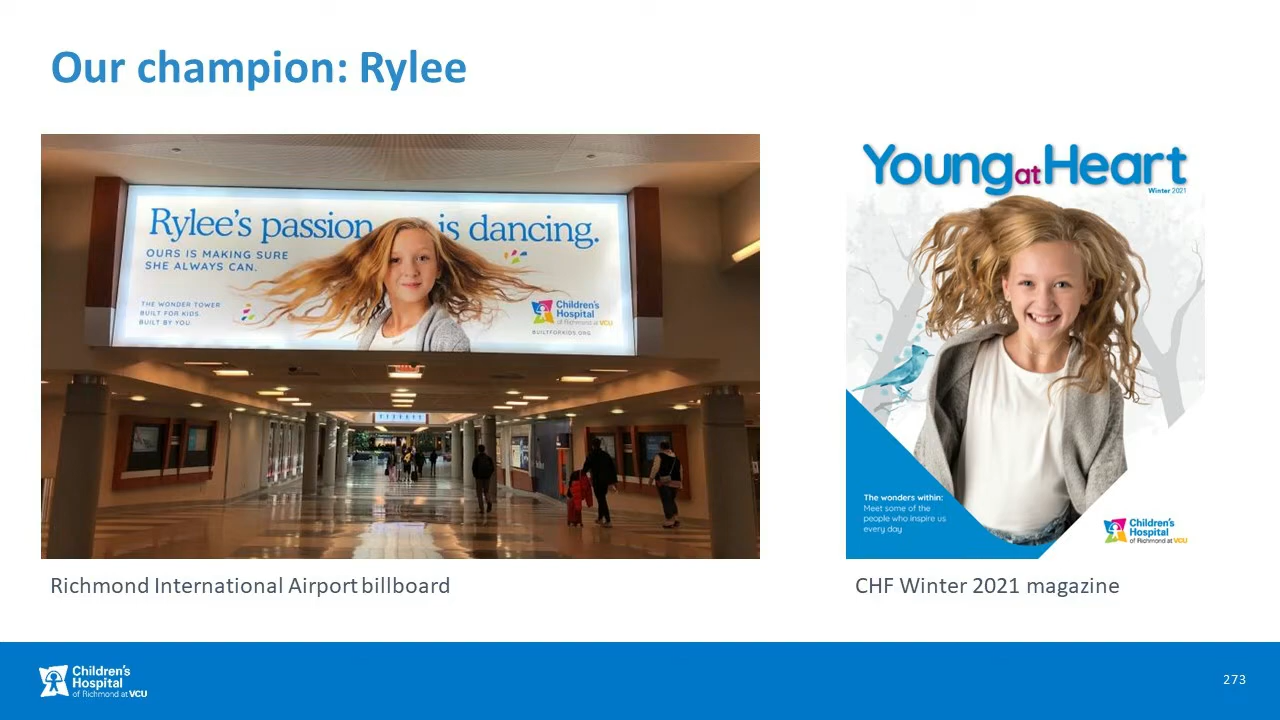 Our champion: Rylee
Rylee's passion is dancing.
OURS IS MAKING SURE
SHE ALWAYS CAN.
THE WONDER TOWER
BUILT FOR KIDS.
BUILT BY YOU.
Children's
Hospital
of Richmond at VCU
BUILTFORKIDS.ORG
Young at Heart
Winter 2021
The wonders within:
Meet some of the
people who inspire us
every day
Children's
Hospital
of Richmond at VCU
Richmond International Airport billboard
CHF Winter 2021 magazine
Children's
Hospital
of Richmond at VCU
273